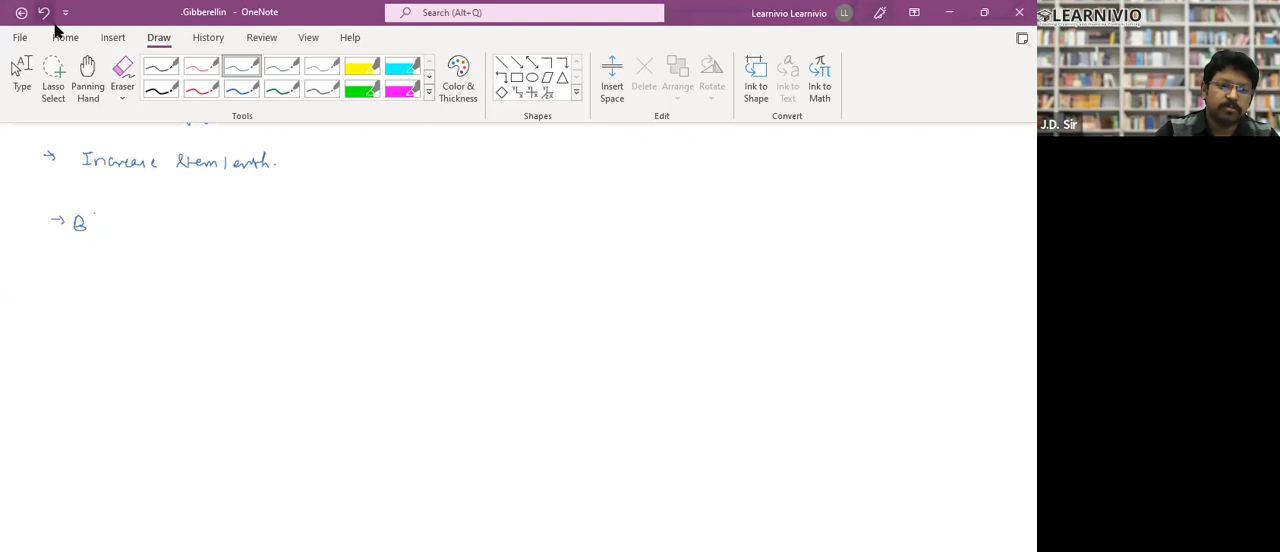 .Gibberellin - OneNote
Search (Alt+Q)
Learnivio Learnivio LL
File Home Insert Draw History Review View Help
Type Lasso Select Panning Hand Eraser
Color & Thickness
Insert Space Delete Arrange Rotate
Ink to Shape Ink to Text Ink to Math
Tools Shapes Edit Convert
LEARNIVIO
J.D. Sir
→ Increase
→ B